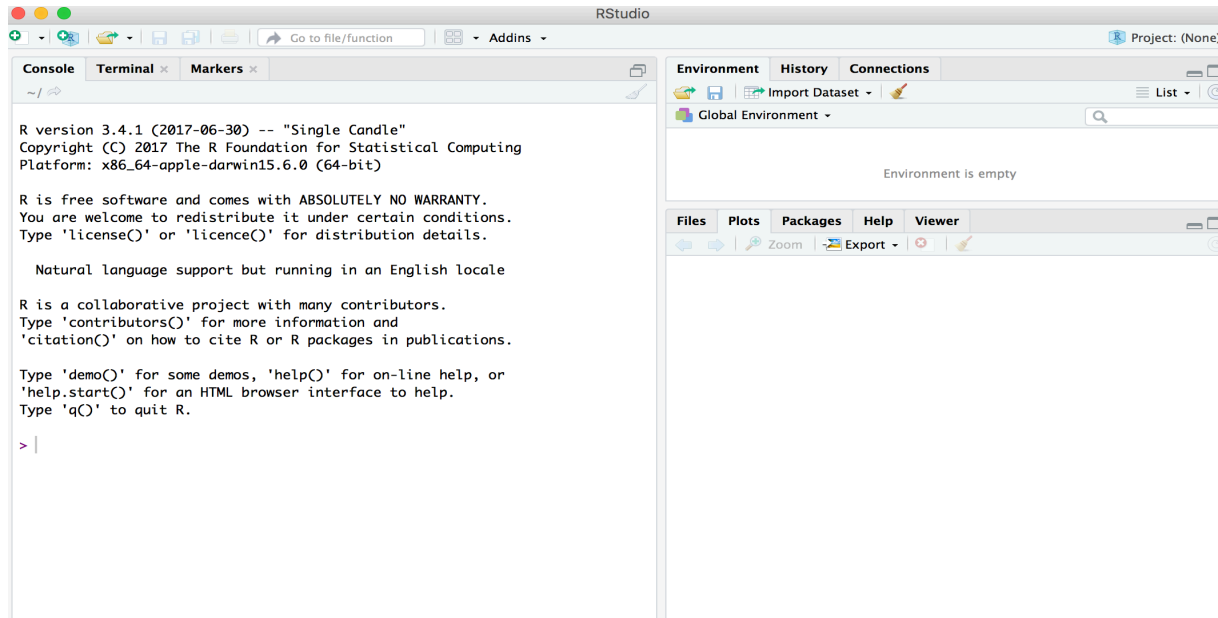 RStudio
Go to file/function Addins
R Project: (None)
Console Terminal Markers
~/
R version 3.4.1 (2017-06-30) -- "Single Candle"
Copyright (C) 2017 The R Foundation for Statistical Computing
Platform: x86_64-apple-darwin15.6.0 (64-bit)
R is free software and comes with ABSOLUTELY NO WARRANTY.
You are welcome to redistribute it under certain conditions.
Type 'license()' or 'licence()' for distribution details.
Natural language support but running in an English locale
R is a collaborative project with many contributors.
Type 'contributors()' for more information and
'citation()' on how to cite R or R packages in publications.
Type 'demo()' for some demos, 'help()' for on-line help, or
'help.start()' for an HTML browser interface to help.
Type 'q()' to quit R.
>
Environment History Connections
Import Dataset List
Global Environment
Environment is empty
Files Plots Packages Help Viewer
Zoom Export